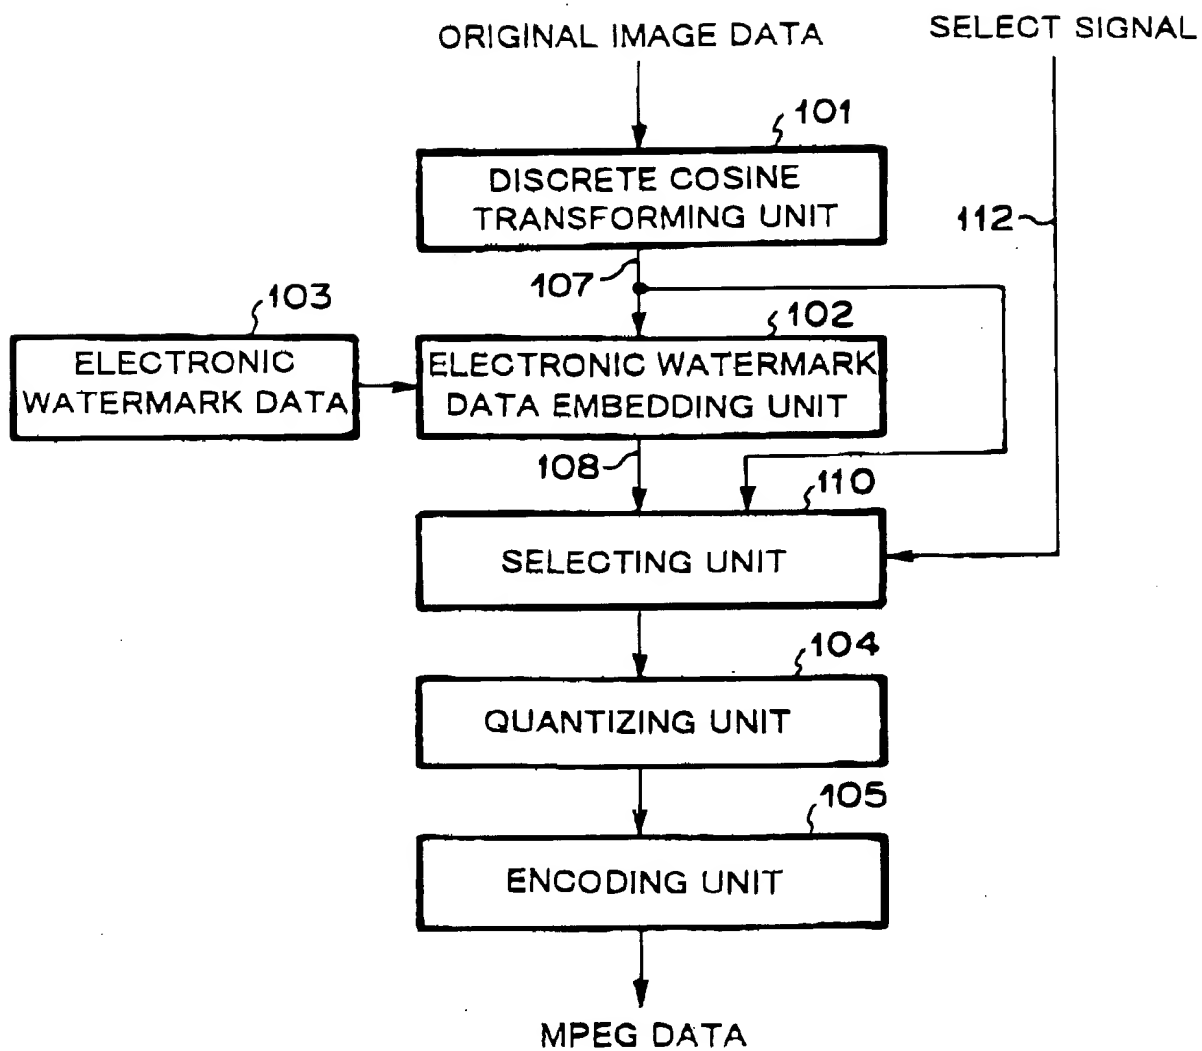 ORIGINAL IMAGE DATA
SELECT SIGNAL
101
DISCRETE COSINE
TRANSFORMING UNIT
112
107
103
102
ELECTRONIC
WATERMARK DATA
ELECTRONIC WATERMARK
DATA EMBEDDING UNIT
108
110
SELECTING UNIT
104
QUANTIZING UNIT
105
ENCODING UNIT
MPEG DATA